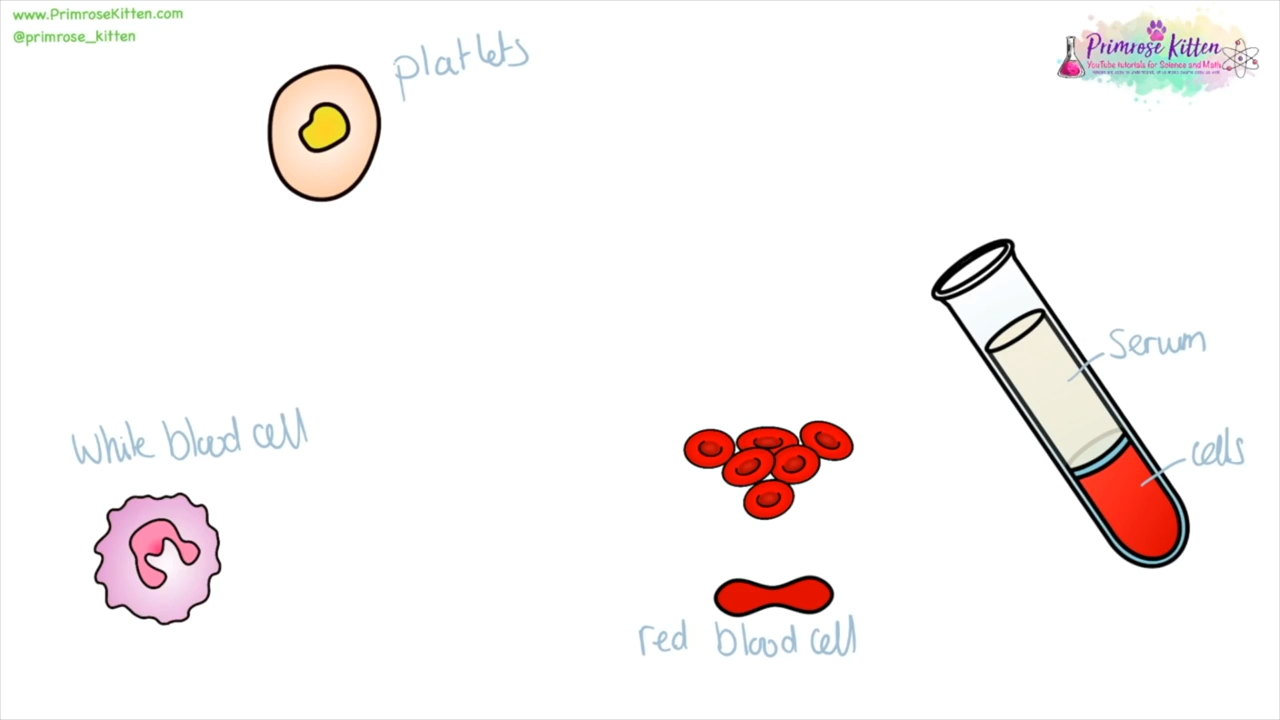 www.PrimroseKitten.com
@primrose_kitten
platlets
Primrose Kitten
YouTube tutorials for Science and Maths
Serum
White blood cell
cells
red blood cell